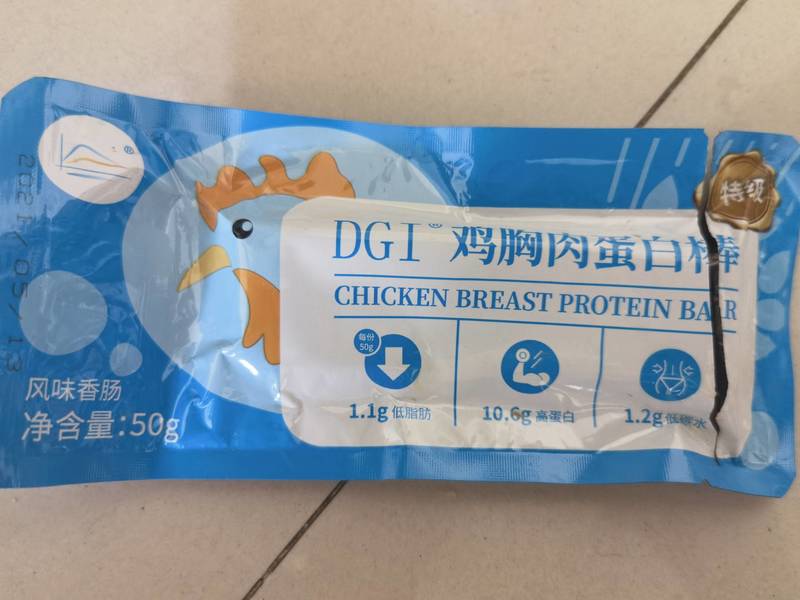 ®
2021/05/13
特级
DGI®鸡胸肉蛋白棒
CHICKEN BREAST PROTEIN BAR
每份
50g
1.1g 低脂肪
10.6g 高蛋白
1.2g 低碳水
风味香肠
净含量:50g